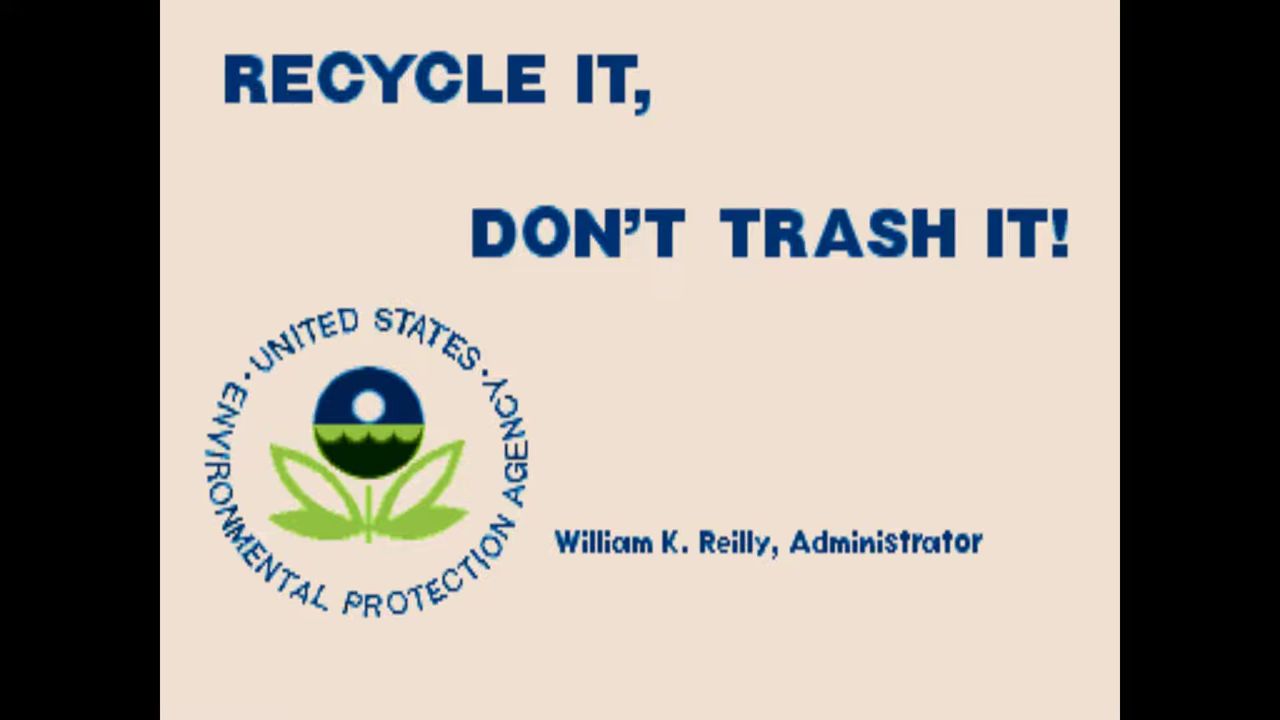 RECYCLE IT,
DON'T TRASH IT!
UNITED STATES
· ENVIRONMENTAL PROTECTION AGENCY ·
William K. Reilly, Administrator